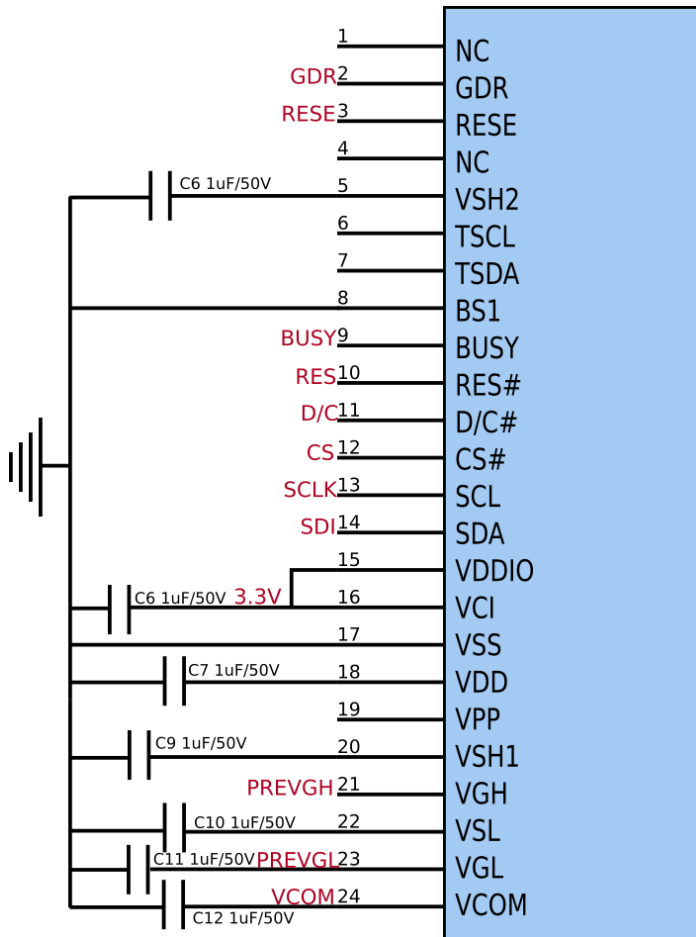 1 NC
GDR 2 GDR
RESE 3 RESE
4 NC
C6 1uF/50V 5 VSH2
6 TSCL
7 TSDA
8 BS1
BUSY 9 BUSY
RES 10 RES#
D/C 11 D/C#
CS 12 CS#
SCLK 13 SCL
SDI 14 SDA
15 VDDIO
C6 1uF/50V 3.3V 16 VCI
17 VSS
C7 1uF/50V 18 VDD
19 VPP
C9 1uF/50V 20 VSH1
PREVGH 21 VGH
C10 1uF/50V 22 VSL
C11 1uF/50V PREVGL 23 VGL
VCOM 24 VCOM
C12 1uF/50V